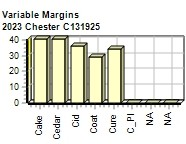 Variable Margins
2023 Chester C131925
40
30
20
10
0
Cake
Cedar
Cid
Coat
Cure
C_PI
NA
NA